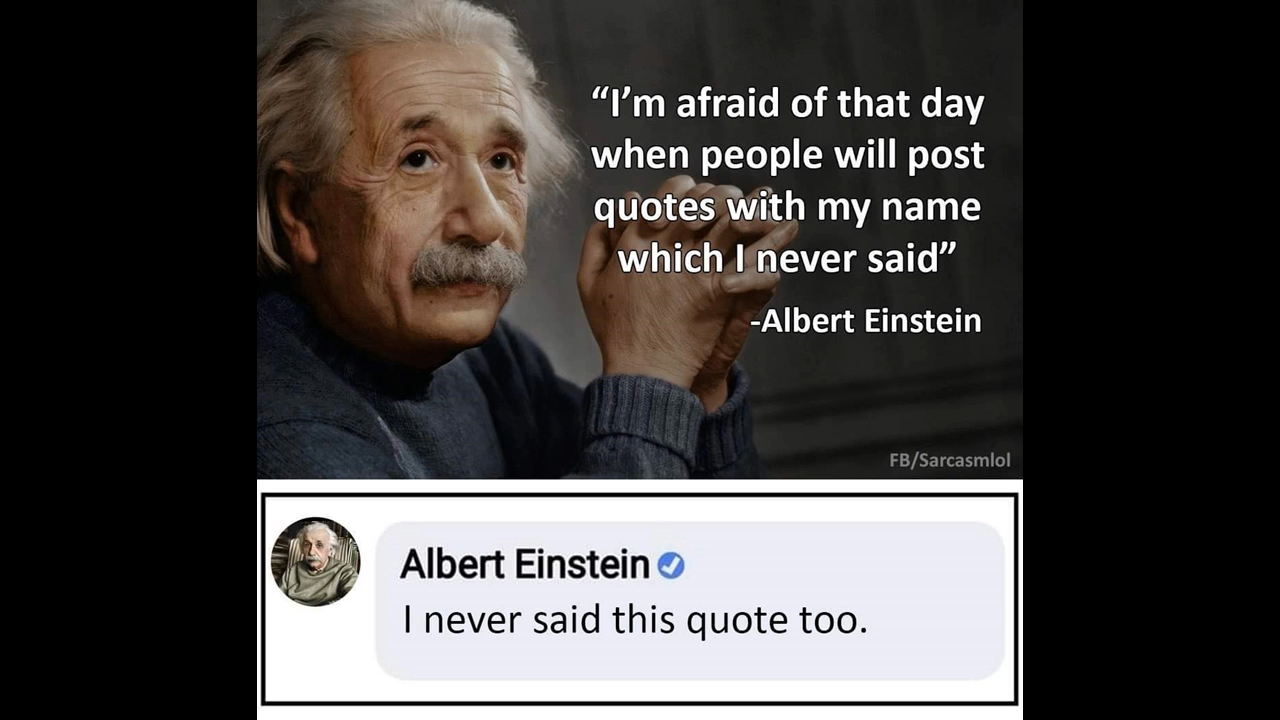 “I’m afraid of that day
when people will post
quotes with my name
which I never said”
-Albert Einstein
FB/Sarcasmlol
Albert Einstein
I never said this quote too.